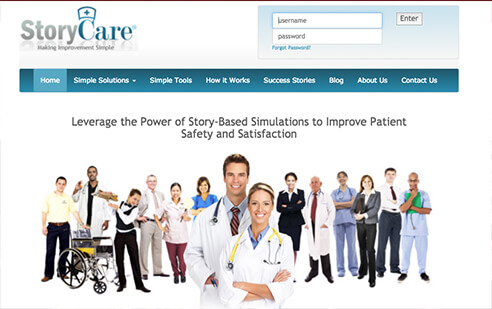 StoryCare®
Making Improvement Simple
username
Enter
password
Forgot Password?
Home Simple Solutions Simple Tools How it Works Success Stories Blog About Us Contact Us
Leverage the Power of Story-Based Simulations to Improve Patient
Safety and Satisfaction